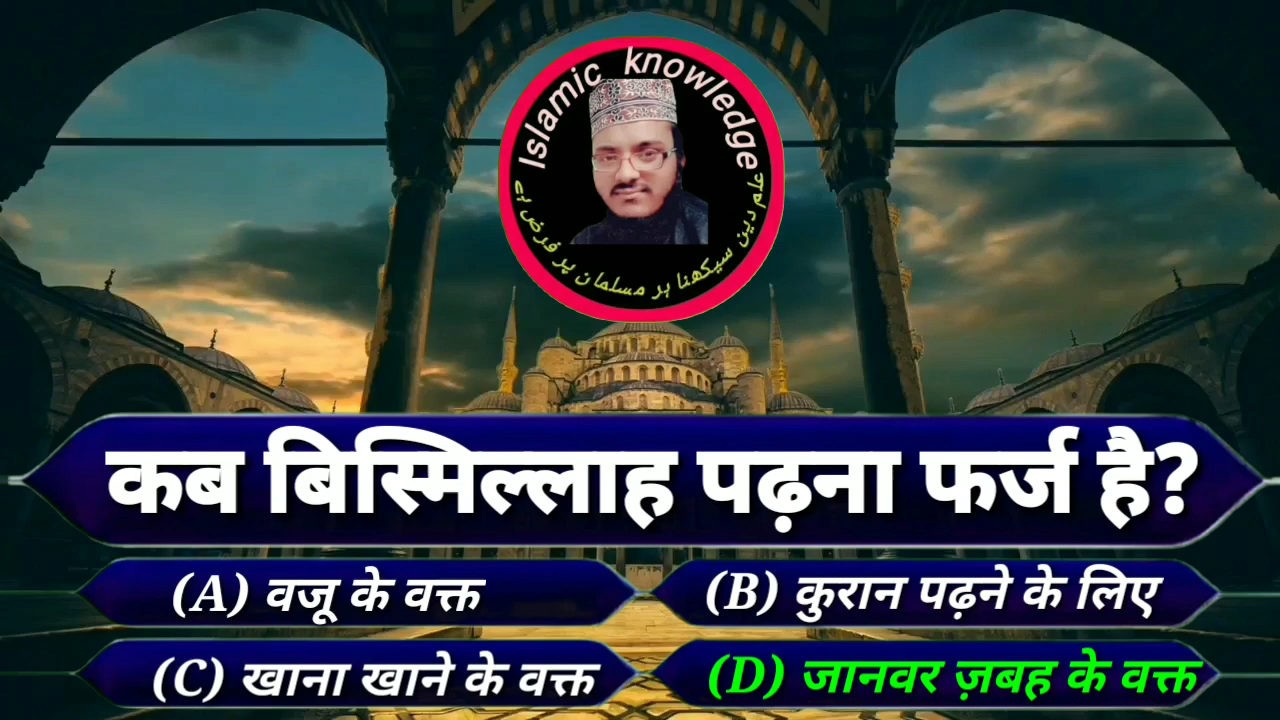 Islamic knowledge
علم دین سیکھنا ہر مسلمان پر فرض ہے
कब बिस्मिल्लाह पढ़ना फर्ज है?
(A) वजू के वक्त
(B) कुरान पढ़ने के लिए
(C) खाना खाने के वक्त
(D) जानवर ज़बह के वक्त